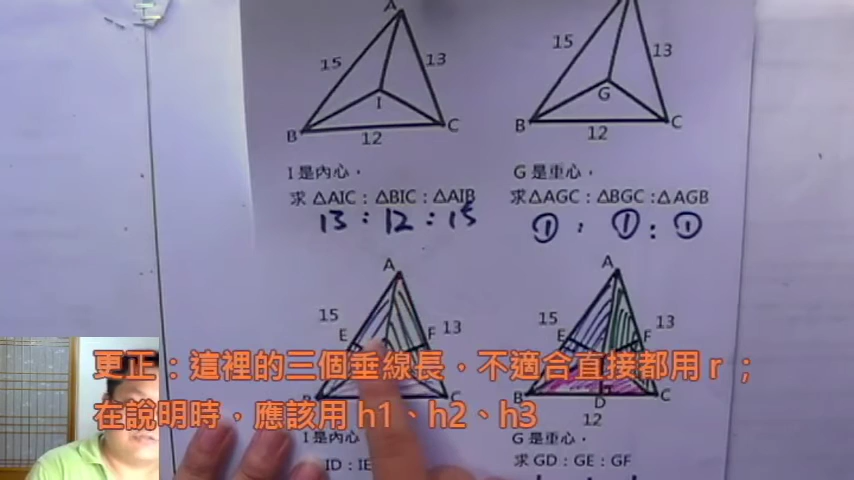 A
15
13
I
B
C
12
I 是內心，
求 △AIC：△BIC：△AIB
13 : 12 : 15
15
13
G
B
C
12
G 是重心，
求△AGC：△BGC：△AGB
① : ① : ①
A
15
E
F
13
C
I 是內心
ID：IE
A
15
E
F
13
B
D
C
12
G 是重心，
求 GD：GE：GF
更正：這裡的三個垂線長，不適合直接都用 r ；
在說明時，應該用 h1、h2、h3